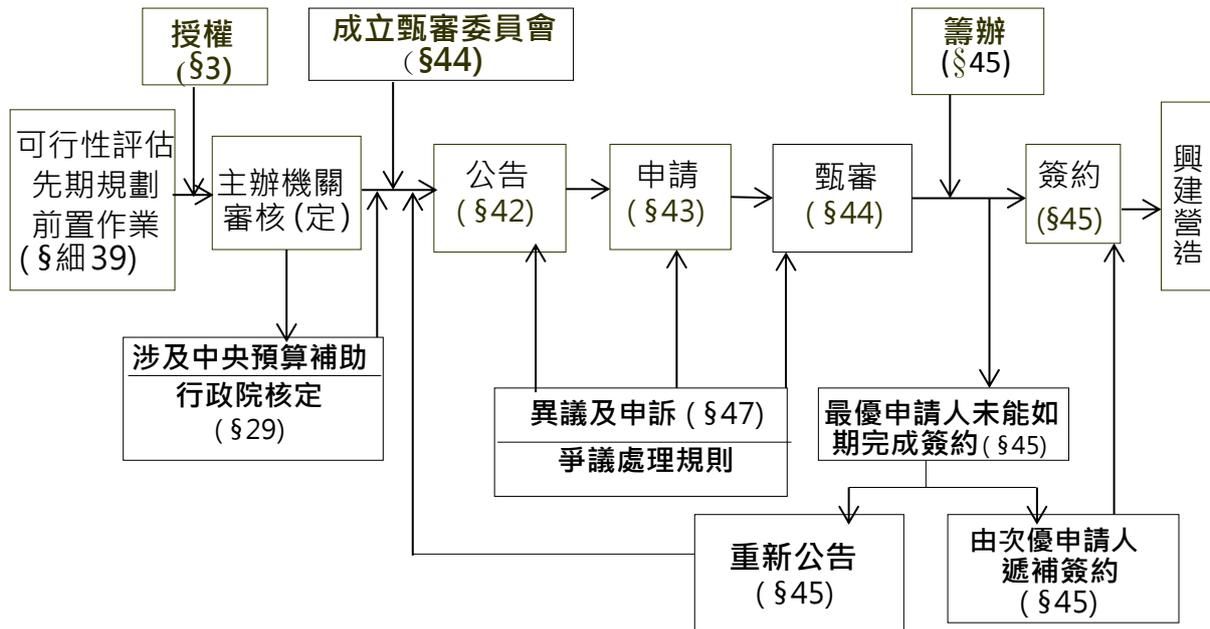 授權
(§3)
成立甄審委員會
(§44)
籌辦
(§45)
可行性評估
先期規劃
前置作業
(§細39)
主辦機關
審核(定)
公告
(§42)
申請
(§43)
甄審
(§44)
簽約
(§45)
興建營造
涉及中央預算補助
行政院核定
(§29)
異議及申訴(§47)
爭議處理規則
最優申請人未能如
期完成簽約(§45)
重新公告
(§45)
由次優申請人
遞補簽約
(§45)